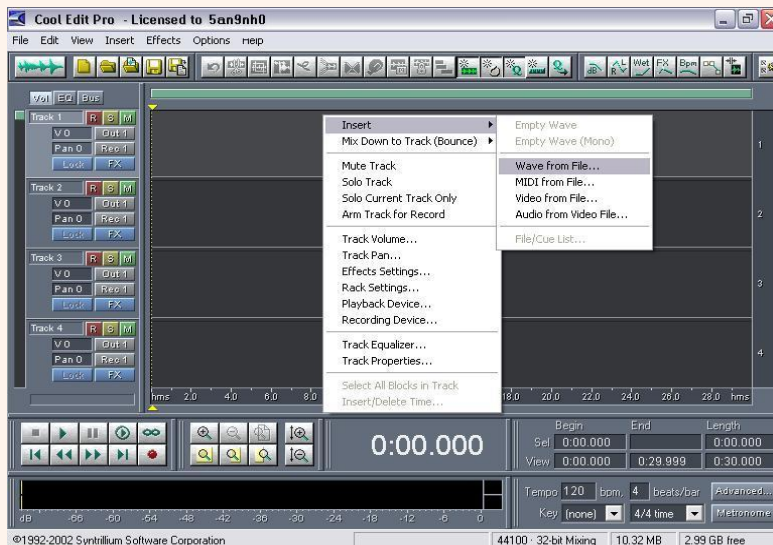 Cool Edit Pro - Licensed to 5an9nh0
File Edit View Insert Effects Options Help
Wet FX Bpm
Vol EQ Bus
Track 1 R S M
V 0 Out 1
Pan 0 Rec 1
Lock FX
Track 2 R S M
V 0 Out 1
Pan 0 Rec 1
Lock FX
Track 3 R S M
V 0 Out 1
Pan 0 Rec 1
Lock FX
Track 4 R S M
V 0 Out 1
Pan 0 Rec 1
Lock FX
Insert
Mix Down to Track (Bounce)
Mute Track
Solo Track
Solo Current Track Only
Arm Track for Record
Track Volume...
Track Pan...
Effects Settings...
Rack Settings...
Playback Device...
Recording Device...
Track Equalizer...
Track Properties...
Select All Blocks in Track
Insert/Delete Time...
Empty Wave
Empty Wave (Mono)
Wave from File...
MIDI from File...
Video from File...
Audio from Video File...
File/Cue List...
1
2
3
4
hms 2.0 4.0 6.0 8.0 18.0 20.0 22.0 24.0 26.0 28.0 hms
0:00.000
Begin End Length
Sel 0:00.000 0:00.000
View 0:00.000 0:29.999 0:30.000
dB -66 -60 -54 -48 -42 -36 -30 -24 -18 -12 -6 0
Tempo 120 bpm, 4 beats/bar Advanced...
Key (none) 4/4 time Metronome
©1992-2002 Syntrillium Software Corporation
44100 · 32-bit Mixing 10.32 MB 2.99 GB free